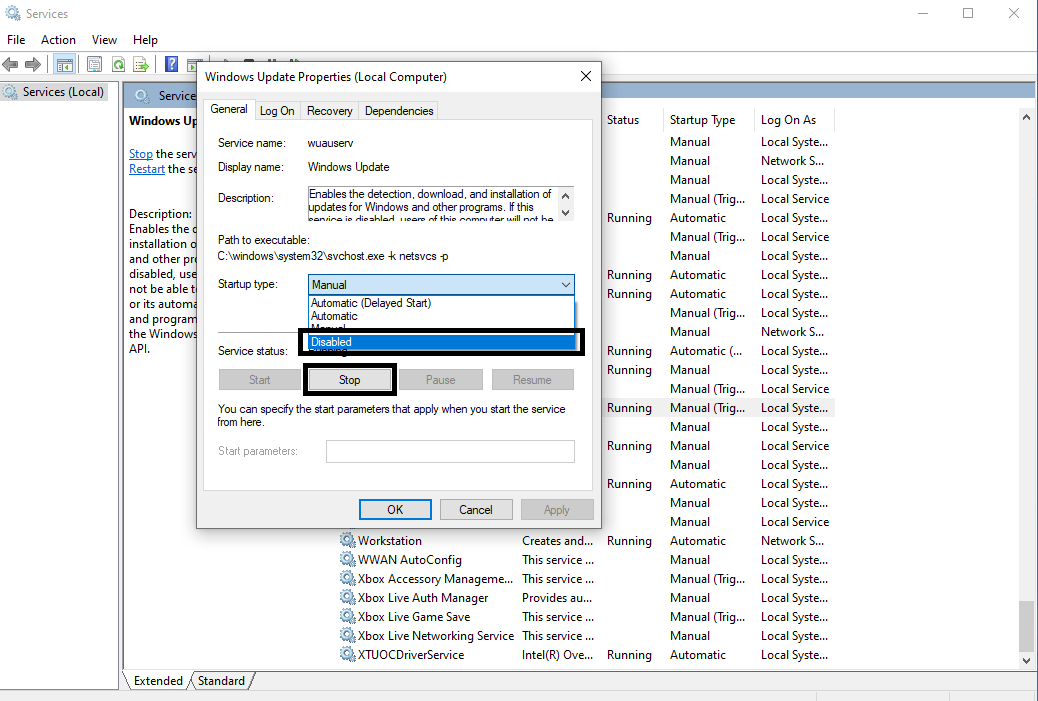 Services
File Action View Help
Services (Local)
Service
Windows Up
Stop the serv
Restart the se
Description:
Enables the d
installation o
and other pro
disabled, use
not be able to
or its automa
and program
the Windows
API.
Windows Update Properties (Local Computer)
General Log On Recovery Dependencies
Service name: wuauserv
Display name: Windows Update
Description: Enables the detection, download, and installation of
updates for Windows and other programs. If this
service is disabled, users of this computer will not be
Path to executable:
C:\windows\system32\svchost.exe -k netsvcs -p
Startup type: Manual
Automatic (Delayed Start)
Automatic
Manual
Disabled
Service status: Running
Start Stop Pause Resume
You can specify the start parameters that apply when you start the service
from here.
Start parameters:
OK Cancel Apply
Status Startup Type Log On As
Manual Local Syste...
Manual Network S...
Manual Local Syste...
Manual (Trig... Local Service
Running Automatic Local Syste...
Manual (Trig... Local Service
Manual Local Syste...
Running Automatic Local Syste...
Running Automatic Local Syste...
Manual (Trig... Local Syste...
Manual Network S...
Running Automatic (... Local Syste...
Running Manual Local Syste...
Manual (Trig... Local Service
Running Manual (Trig... Local Syste...
Manual Local Syste...
Running Manual Local Service
Manual Local Syste...
Running Automatic Local Syste...
Manual Local Syste...
Manual Local Service
Workstation Creates and... Running Automatic Network S...
WWAN AutoConfig This service ... Manual Local Syste...
Xbox Accessory Manageme... This service ... Manual (Trig... Local Syste...
Xbox Live Auth Manager Provides au... Manual Local Syste...
Xbox Live Game Save This service ... Manual (Trig... Local Syste...
Xbox Live Networking Service This service ... Manual Local Syste...
XTUOCDriverService Intel(R) Ove... Running Automatic Local Syste...
Extended Standard